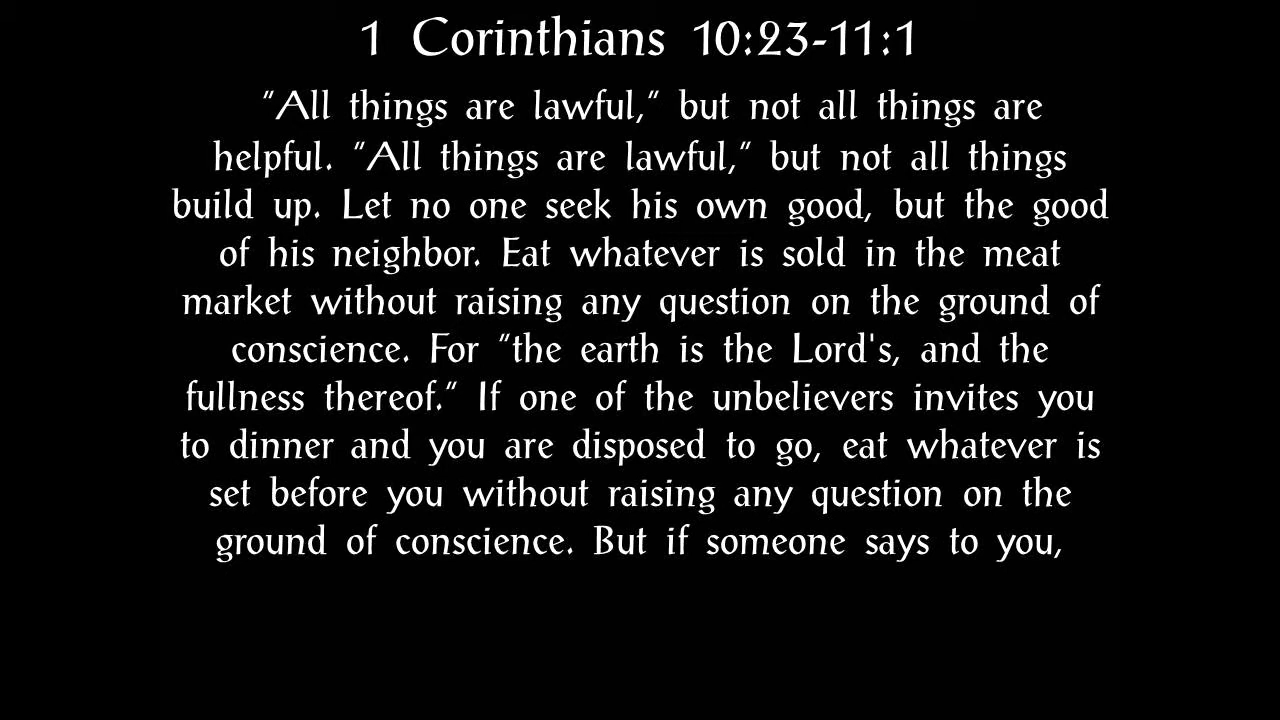 1 Corinthians 10:23-11:1
"All things are lawful," but not all things are
helpful. "All things are lawful," but not all things
build up. Let no one seek his own good, but the good
of his neighbor. Eat whatever is sold in the meat
market without raising any question on the ground of
conscience. For "the earth is the Lord's, and the
fullness thereof." If one of the unbelievers invites you
to dinner and you are disposed to go, eat whatever is
set before you without raising any question on the
ground of conscience. But if someone says to you,